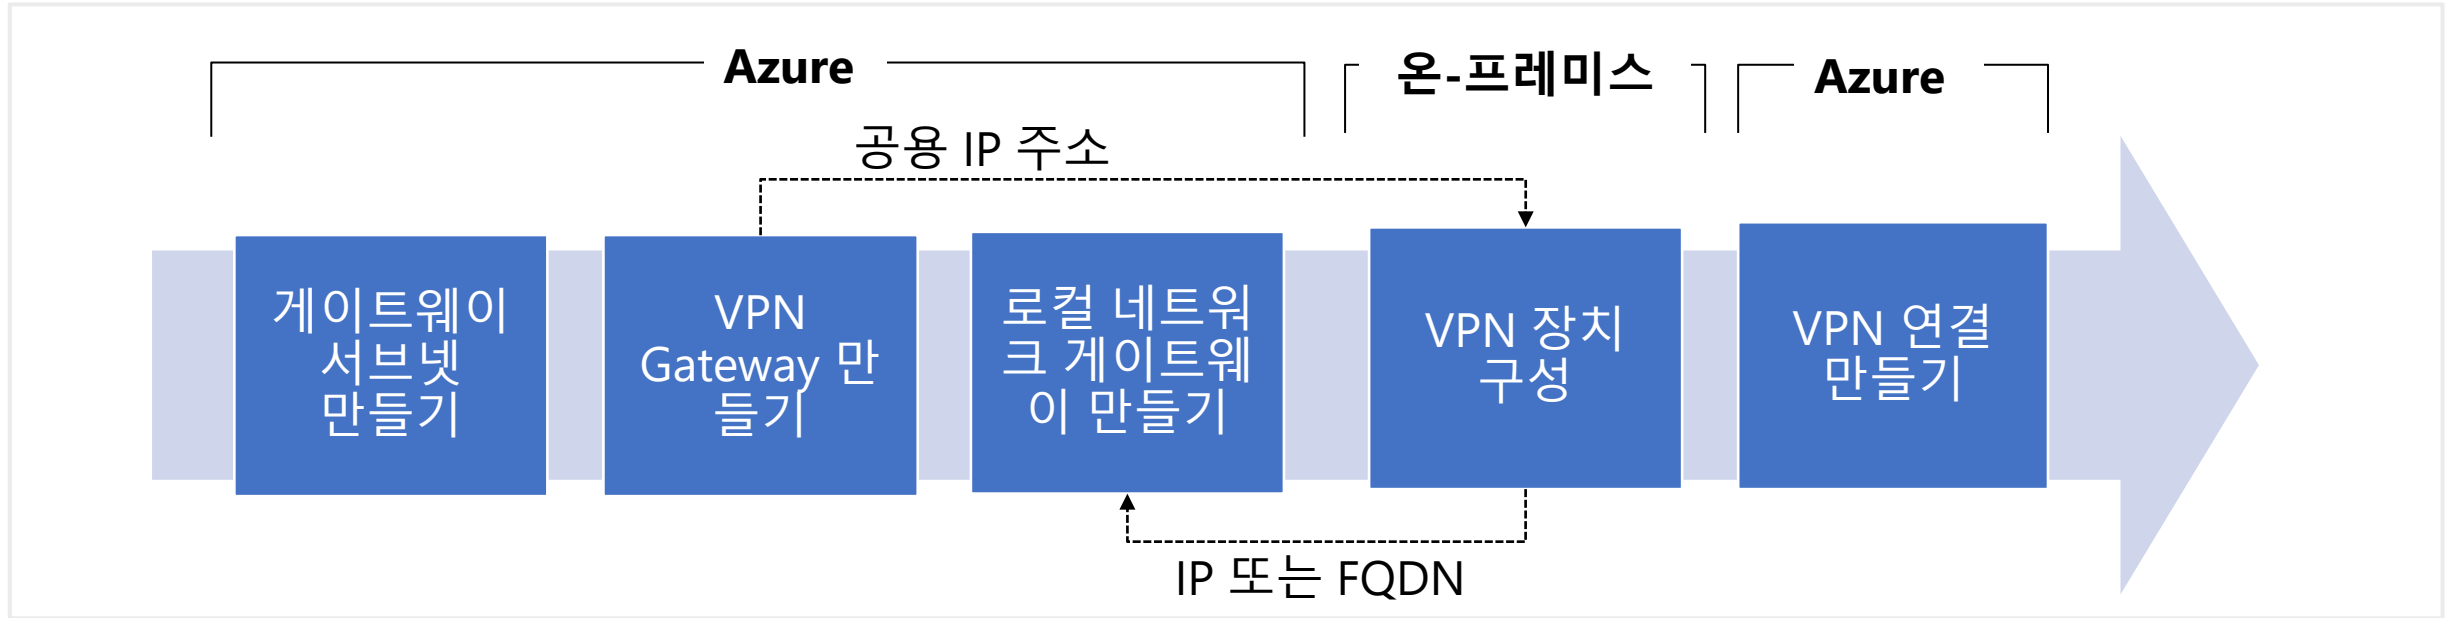 Azure
온-프레미스
Azure
공용 IP 주소
게이트웨이
서브넷
만들기
VPN
Gateway 만
들기
로컬 네트워
크 게이트웨
이 만들기
VPN 장치
구성
VPN 연결
만들기
IP 또는 FQDN